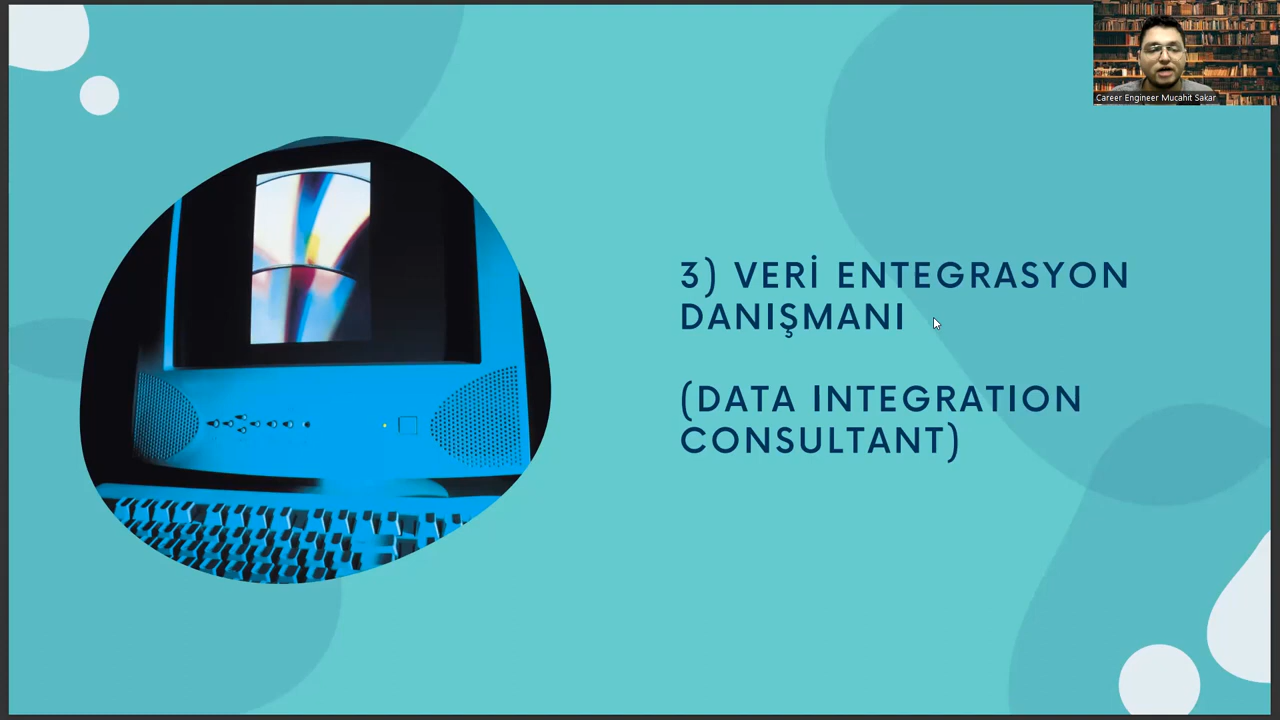 Career Engineer Mucahit Sakar
3) VERİ ENTEGRASYON
DANIŞMANI
(DATA INTEGRATION
CONSULTANT)